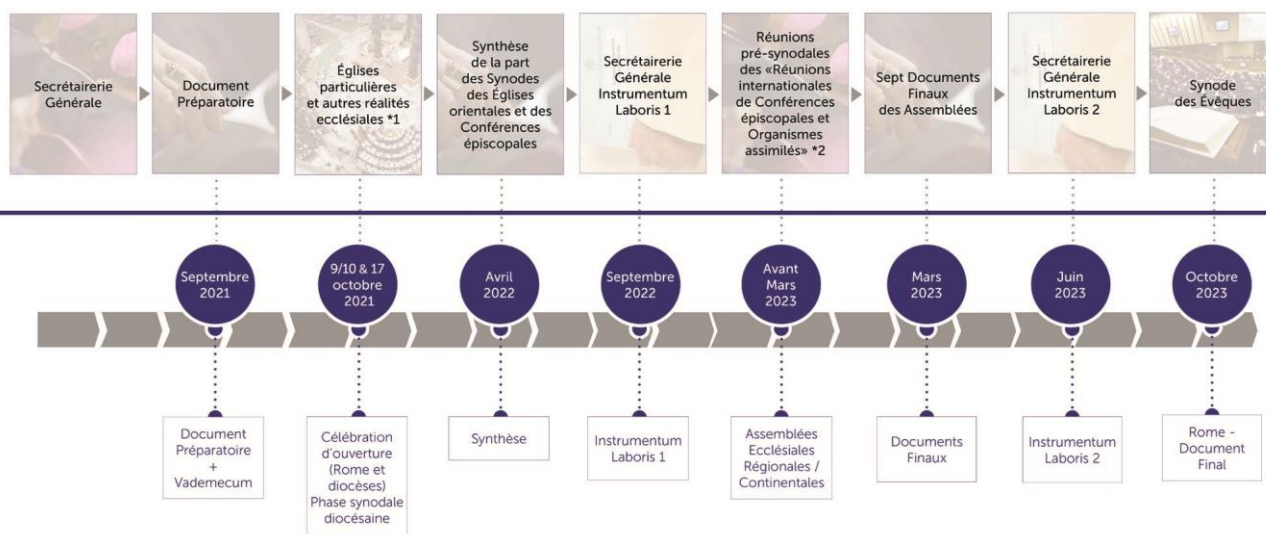 Secrétairerie
Générale
Document
Préparatoire
Églises
particulières
et autres réalités
ecclésiales *1
Synthèse
de la part
des Synodes
des Églises
orientales et des
Conférences
épiscopales
Secrétairerie
Générale
Instrumentum
Laboris 1
Réunions
pré-synodales
des «Réunions
internationales
de Conférences
épiscopales et
Organismes
assimilés» *2
Sept Documents
Finaux
des Assemblées
Secrétairerie
Générale
Instrumentum
Laboris 2
Synode
des Évêques
Septembre
2021
9/10 & 17
octobre
2021
Avril
2022
Septembre
2022
Avant
Mars
2023
Mars
2023
Juin
2023
Octobre
2023
Document
Préparatoire
+
Vademecum
Célébration
d'ouverture
(Rome et
diocèses)
Phase synodale
diocésaine
Synthèse
Instrumentum
Laboris 1
Assemblées
Ecclésiales
Régionales /
Continentales
Documents
Finaux
Instrumentum
Laboris 2
Rome -
Document
Final